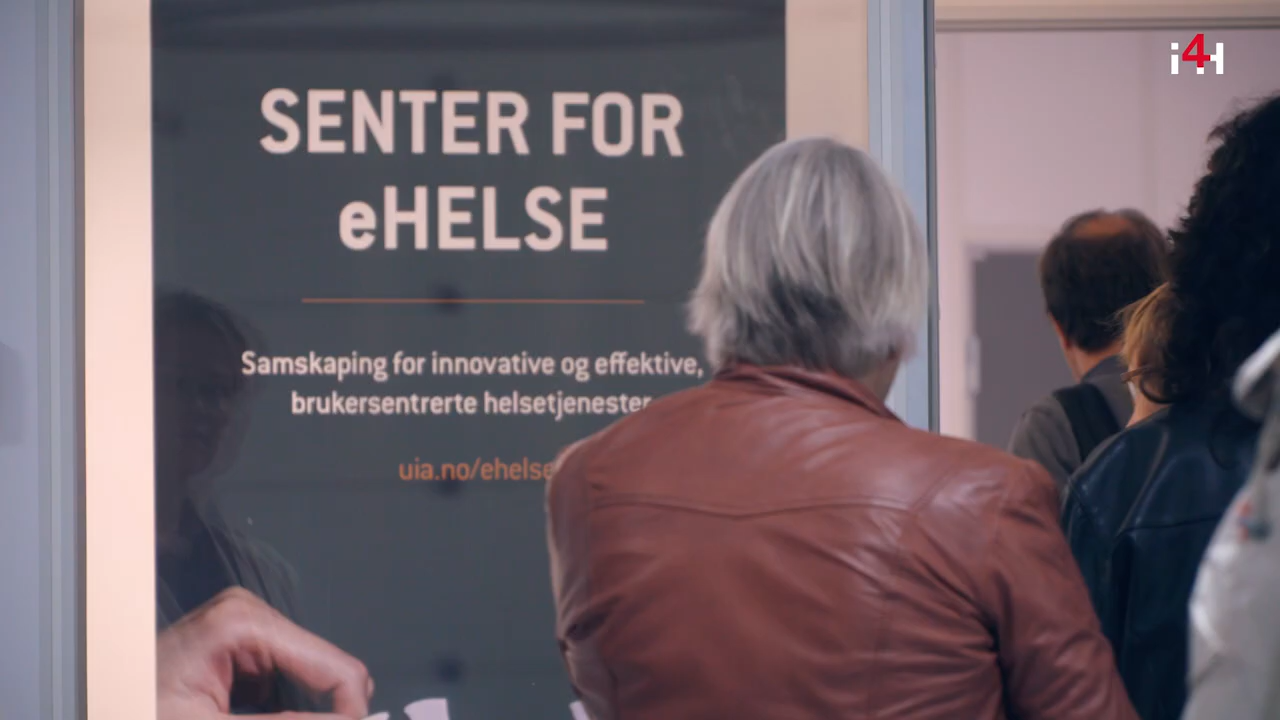 i4H
SENTER FOR
eHELSE
Samskaping for innovative og effektive,
brukersentrerte helsetjenester
uia.no/ehelse